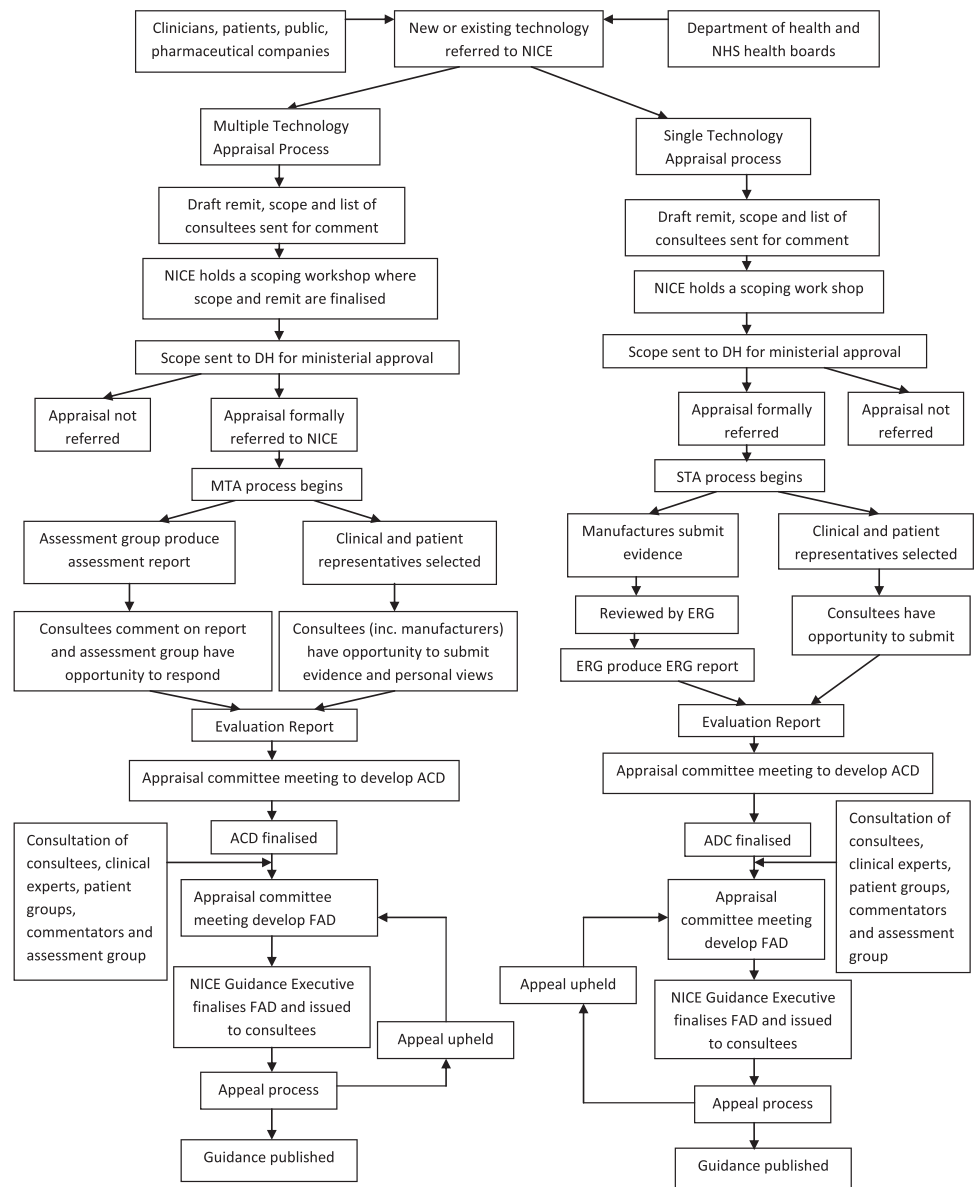 Clinicians, patients, public,
pharmaceutical companies
New or existing technology
referred to NICE
Department of health and
NHS health boards
Multiple Technology
Appraisal Process
Single Technology
Appraisal process
Draft remit, scope and list of
consultees sent for comment
Draft remit, scope and list of
consultees sent for comment
NICE holds a scoping workshop where
scope and remit are finalised
NICE holds a scoping work shop
Scope sent to DH for ministerial approval
Scope sent to DH for ministerial approval
Appraisal not
referred
Appraisal formally
referred to NICE
Appraisal formally
referred
Appraisal not
referred
MTA process begins
STA process begins
Assessment group produce
assessment report
Clinical and patient
representatives selected
Manufactures submit
evidence
Clinical and patient
representatives selected
Reviewed by ERG
Consultees have
opportunity to submit
Consultees comment on report
and assessment group have
opportunity to respond
Consultees (inc. manufacturers)
have opportunity to submit
evidence and personal views
ERG produce ERG report
Evaluation Report
Evaluation Report
Appraisal committee meeting to develop ACD
Appraisal committee meeting to develop ACD
ACD finalised
ADC finalised
Consultation of
consultees, clinical
experts, patient
groups,
commentators and
assessment group
Appraisal committee
meeting develop FAD
Appraisal
committee meeting
develop FAD
Consultation of
consultees,
clinical experts,
patient groups,
commentators
and assessment
group
NICE Guidance Executive
finalises FAD and issued
to consultees
Appeal upheld
Appeal upheld
NICE Guidance Executive
finalises FAD and issued
to consultees
Appeal process
Appeal process
Guidance published
Guidance published